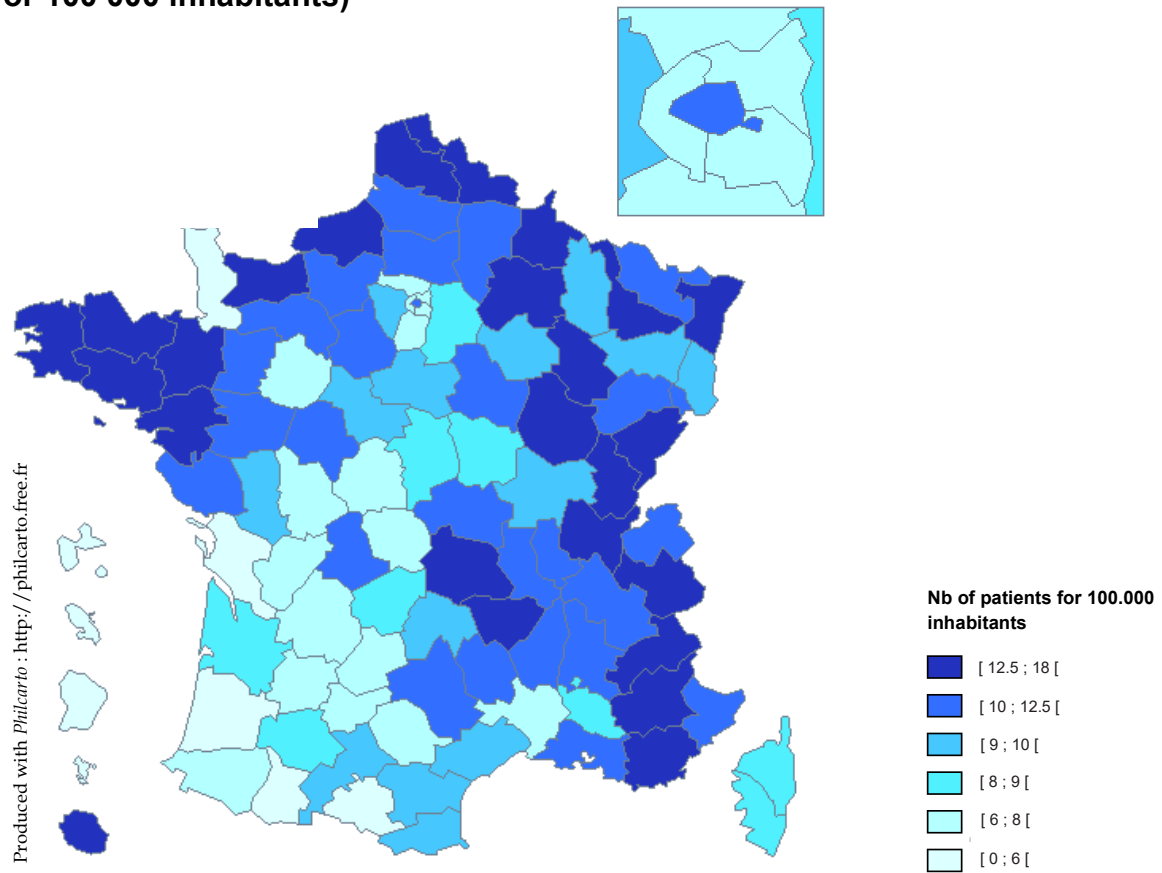 or 100 000 inhabitants)
Produced with Philcarto : http://philcarto.free.fr
Nb of patients for 100.000
inhabitants
[ 12.5 ; 18 [
[ 10 ; 12.5 [
[ 9 ; 10 [
[ 8 ; 9 [
[ 6 ; 8 [
[ 0 ; 6 [